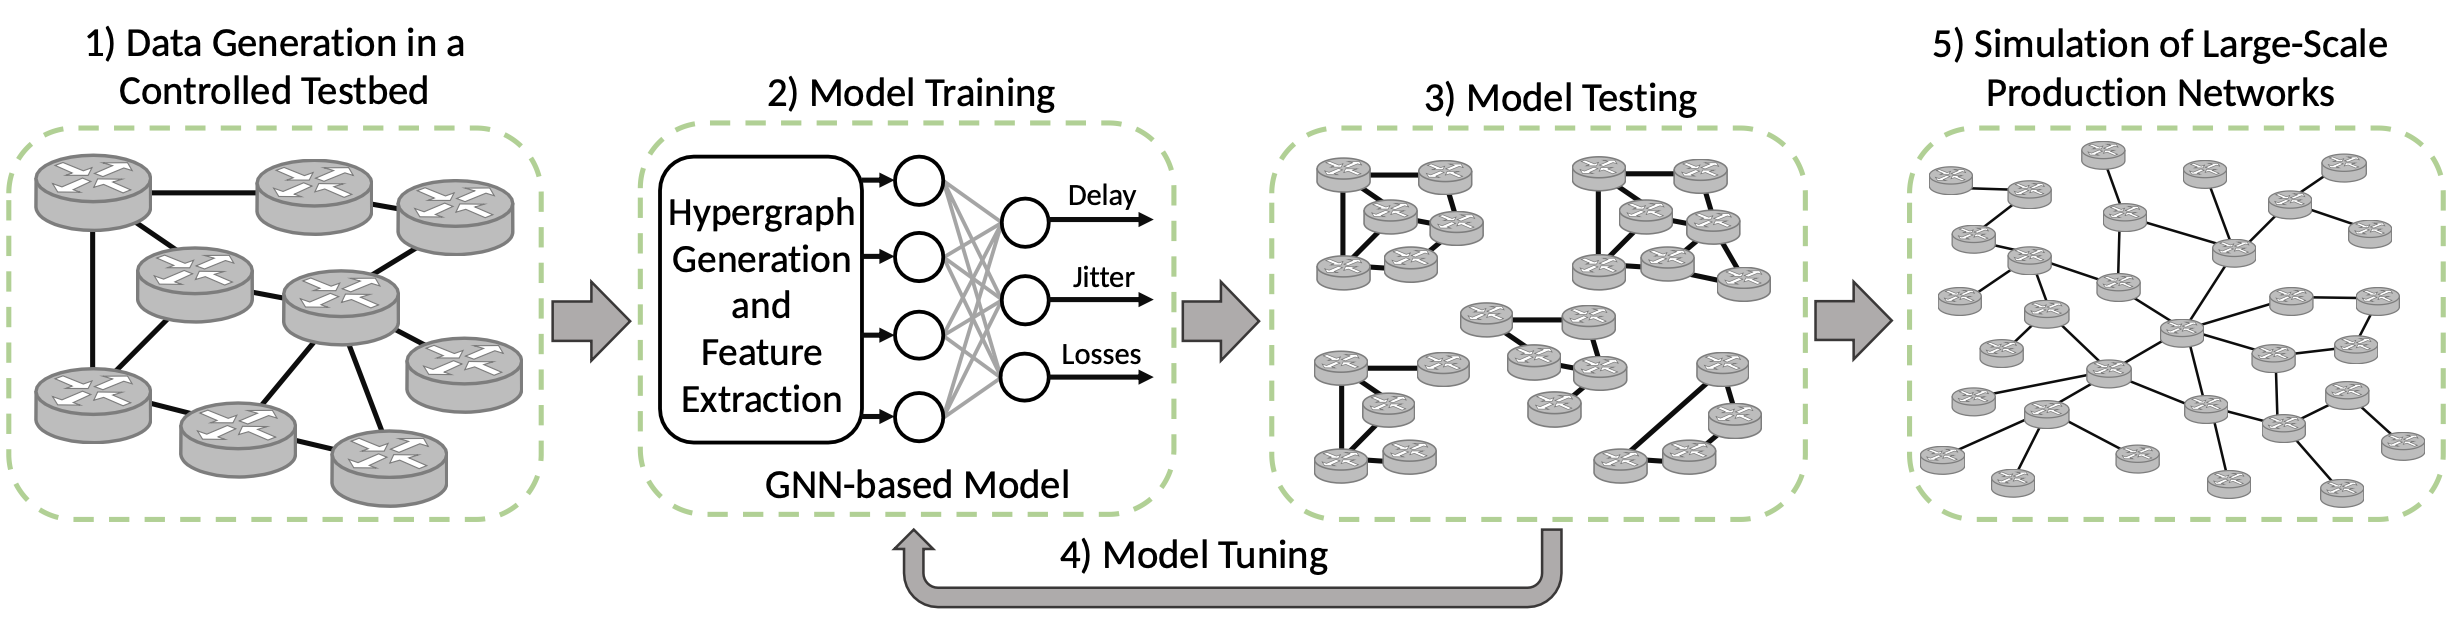 1) Data Generation in a
Controlled Testbed
2) Model Training
Hypergraph
Generation
and
Feature
Extraction
Delay
Jitter
Losses
GNN-based Model
3) Model Testing
4) Model Tuning
5) Simulation of Large-Scale
Production Networks